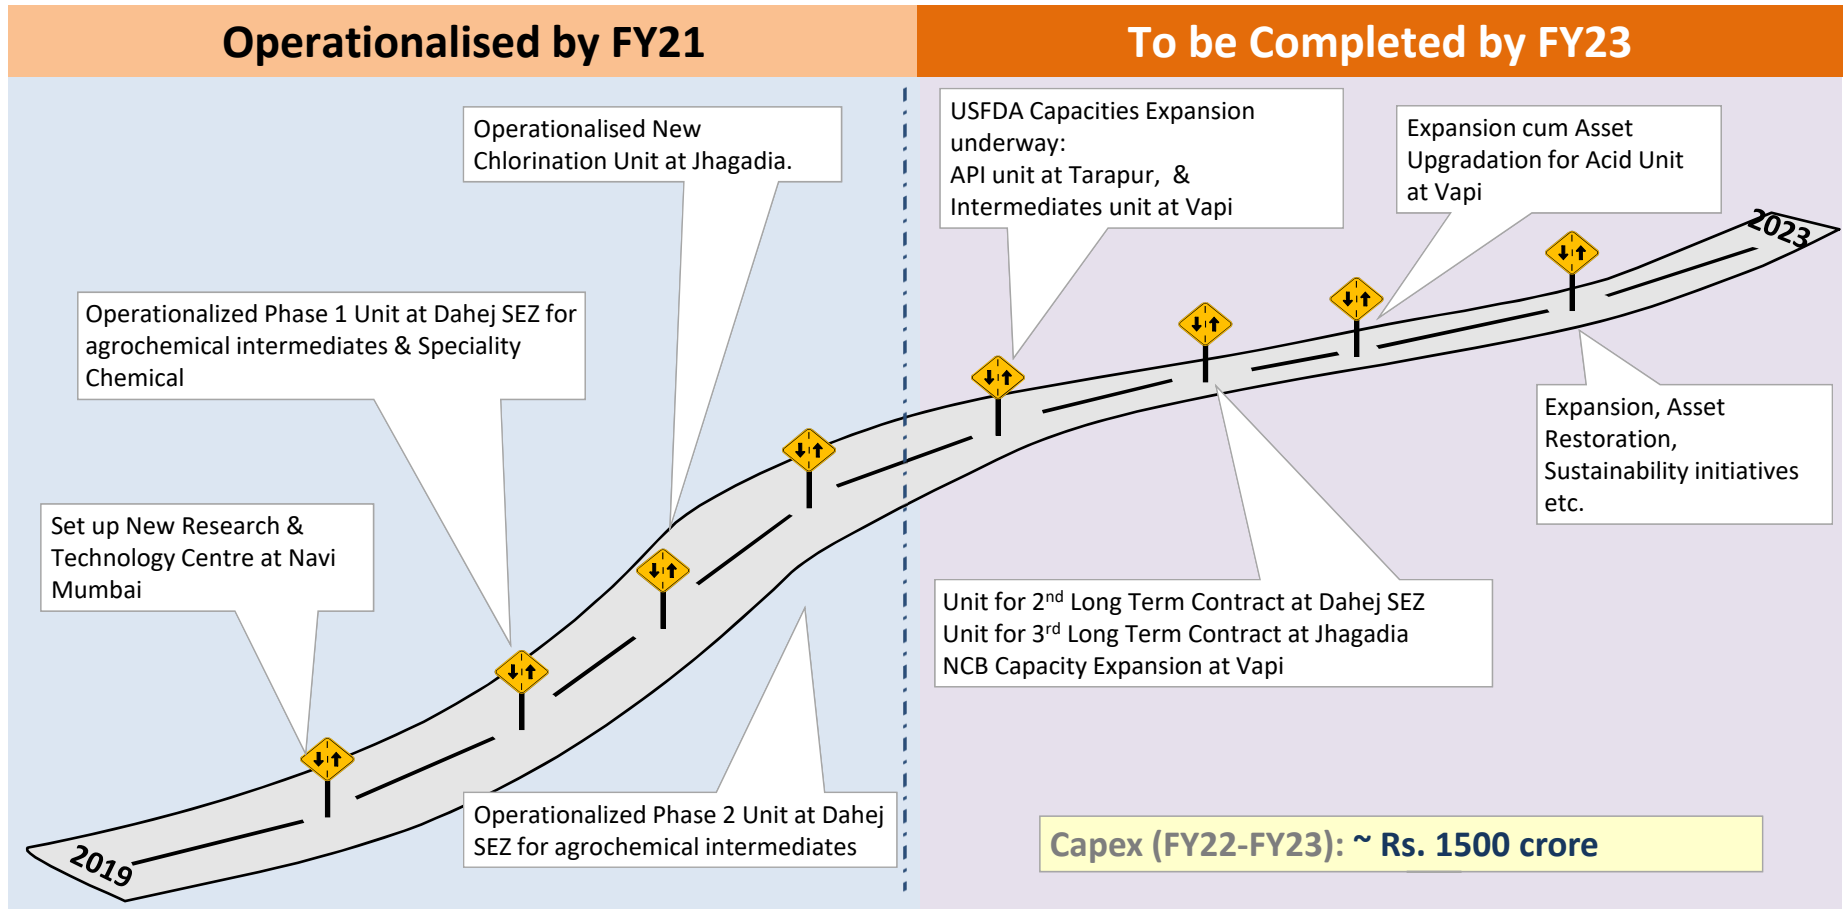 Operationalised by FY21
To be Completed by FY23
Operationalised New
Chlorination Unit at Jhagadia.
Operationalized Phase 1 Unit at Dahej SEZ for
agrochemical intermediates & Speciality
Chemical
Set up New Research &
Technology Centre at Navi
Mumbai
Operationalized Phase 2 Unit at Dahej
SEZ for agrochemical intermediates
2019
USFDA Capacities Expansion
underway:
API unit at Tarapur, &
Intermediates unit at Vapi
Expansion cum Asset
Upgradation for Acid Unit
at Vapi
2023
Expansion, Asset
Restoration,
Sustainability initiatives
etc.
Unit for 2nd Long Term Contract at Dahej SEZ
Unit for 3rd Long Term Contract at Jhagadia
NCB Capacity Expansion at Vapi
Capex (FY22-FY23): ~ Rs. 1500 crore